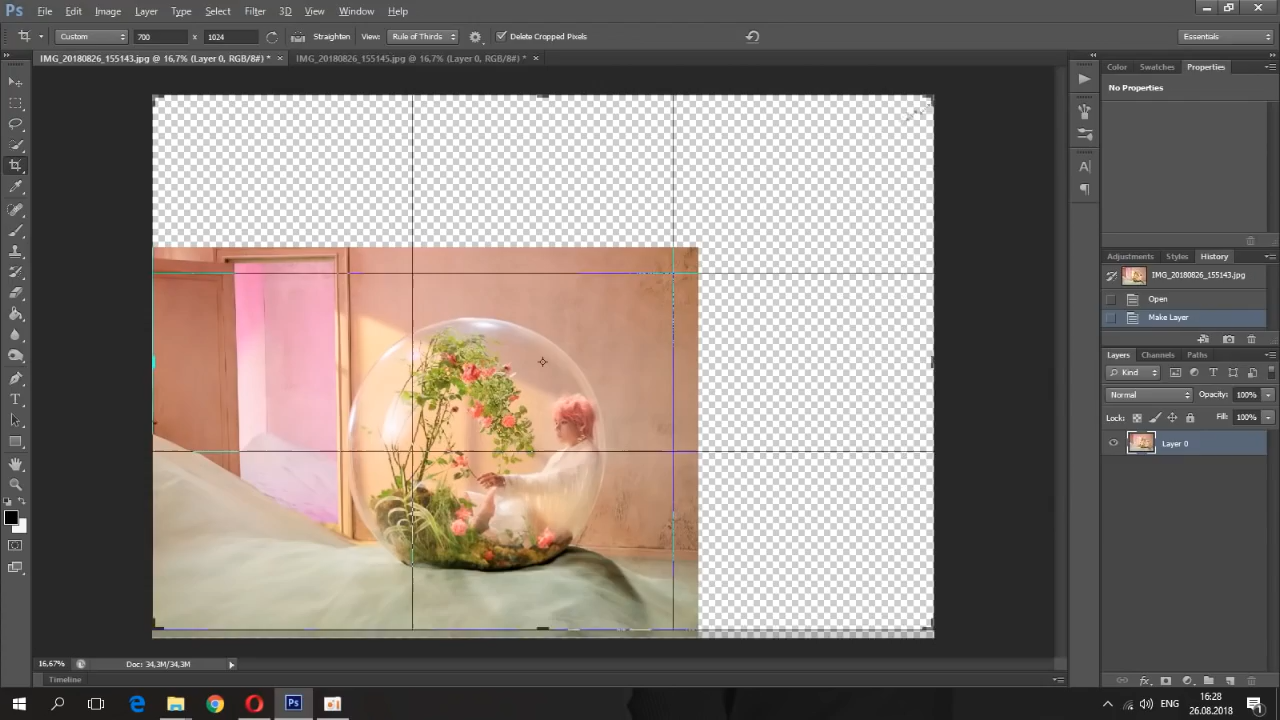 Ps File Edit Image Layer Type Select Filter 3D View Window Help
Custom 700 x 1024 Straighten View: Rule of Thirds Delete Cropped Pixels Essentials
IMG_20180826_155143.jpg @ 16,7% (Layer 0, RGB/8#) * × IMG_20180826_155145.jpg @ 16,7% (Layer 0, RGB/8#) * ×
Color Swatches Properties
No Properties
Adjustments Styles History
IMG_20180826_155143.jpg
Open
Make Layer
Layers Channels Paths
Kind
Normal Opacity: 100%
Lock: Fill: 100%
Layer 0
16,67% Doc: 34,3M/34,3M
Timeline
Ps ENG 16:28
26.08.2018 1